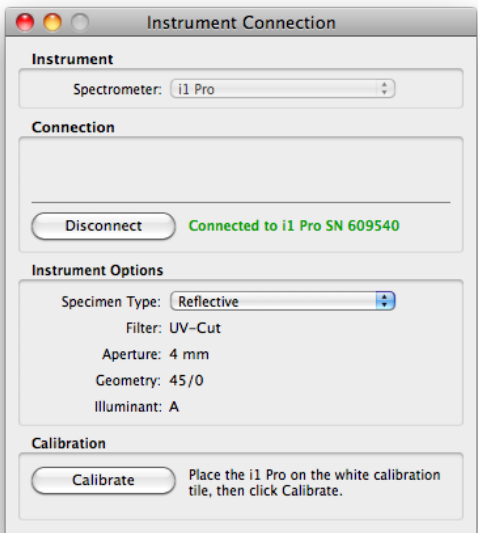 Instrument Connection
Instrument
Spectrometer: i1 Pro
Connection
Disconnect Connected to i1 Pro SN 609540
Instrument Options
Specimen Type: Reflective
Filter: UV-Cut
Aperture: 4 mm
Geometry: 45/0
Illuminant: A
Calibration
Calibrate Place the i1 Pro on the white calibration
tile, then click Calibrate.